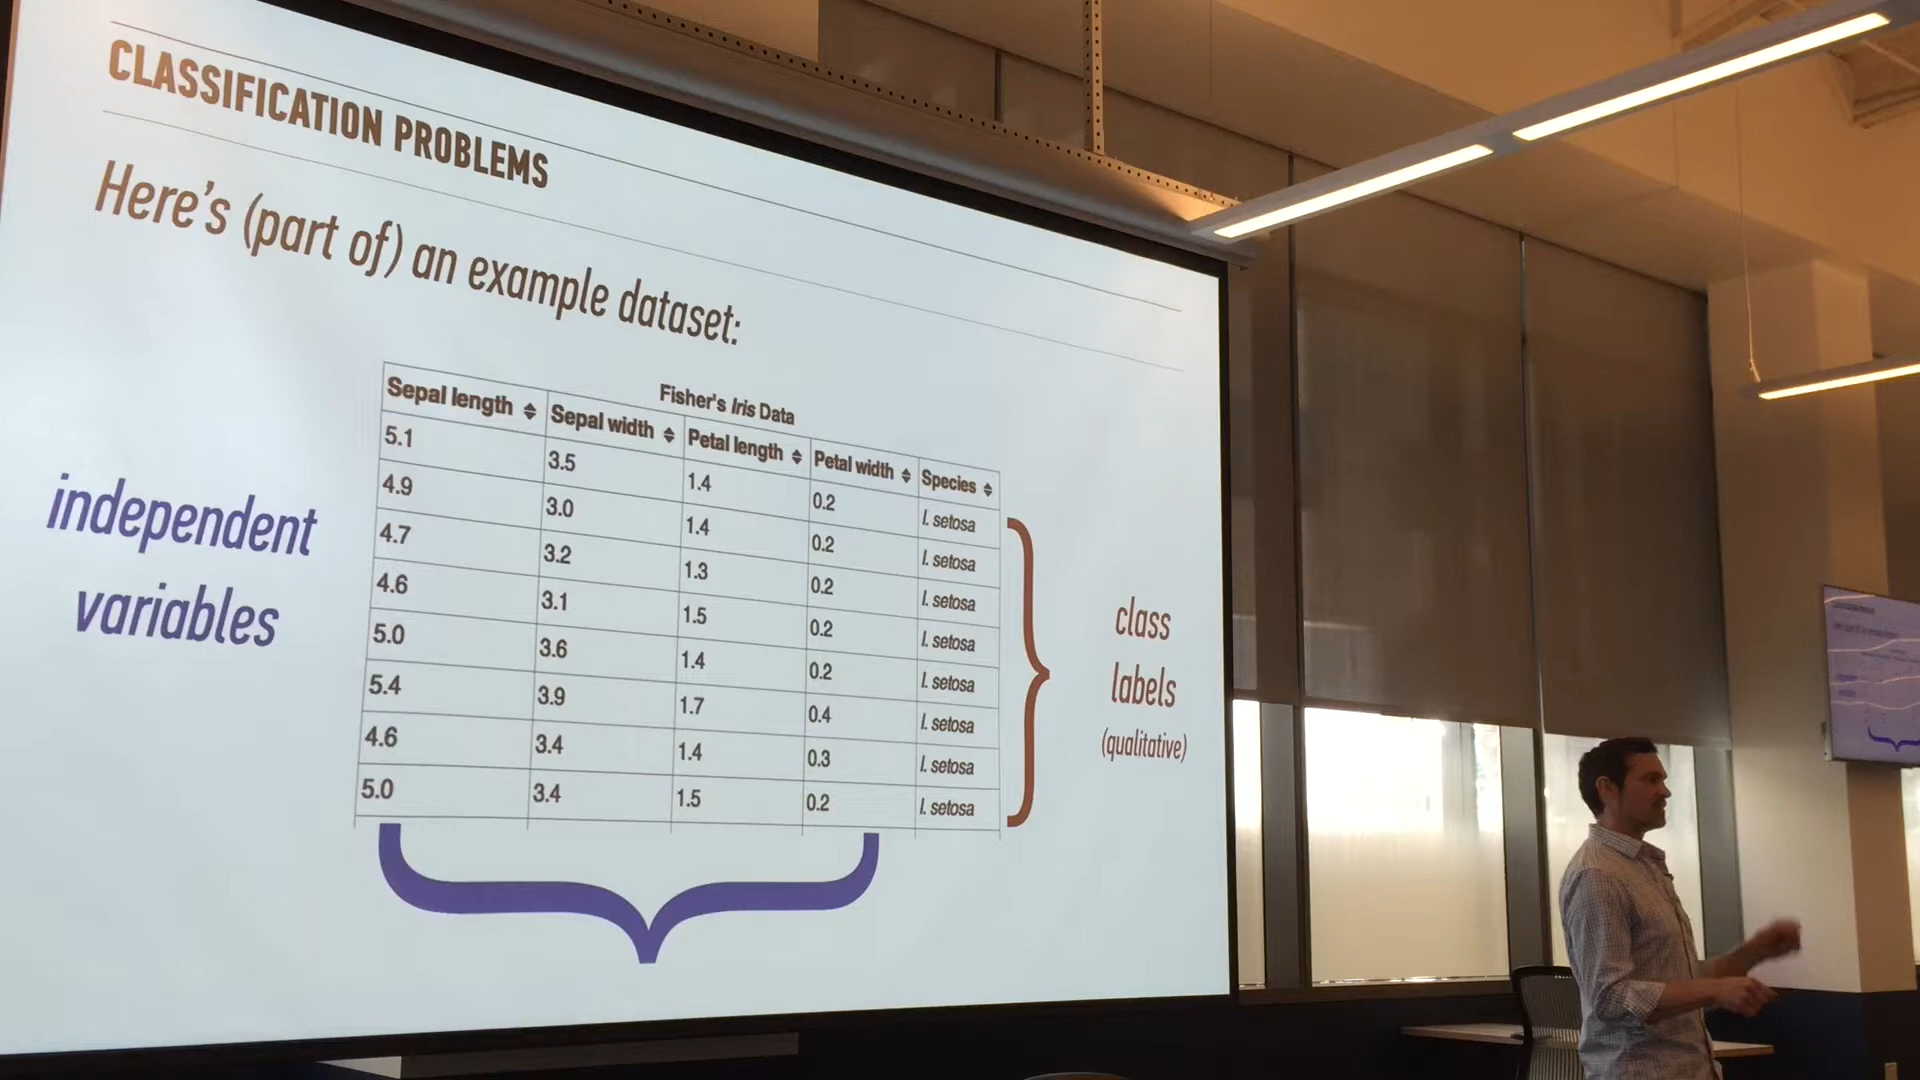 CLASSIFICATION PROBLEMS
Here's (part of) an example dataset:
Fisher's Iris Data
Sepal length Sepal width Petal length Petal width Species
5.1 3.5 1.4 0.2 I. setosa
4.9 3.0 1.4 0.2 I. setosa
4.7 3.2 1.3 0.2 I. setosa
4.6 3.1 1.5 0.2 I. setosa
5.0 3.6 1.4 0.2 I. setosa
5.4 3.9 1.7 0.4 I. setosa
4.6 3.4 1.4 0.3 I. setosa
5.0 3.4 1.5 0.2 I. setosa
independent
variables
class
labels
(qualitative)